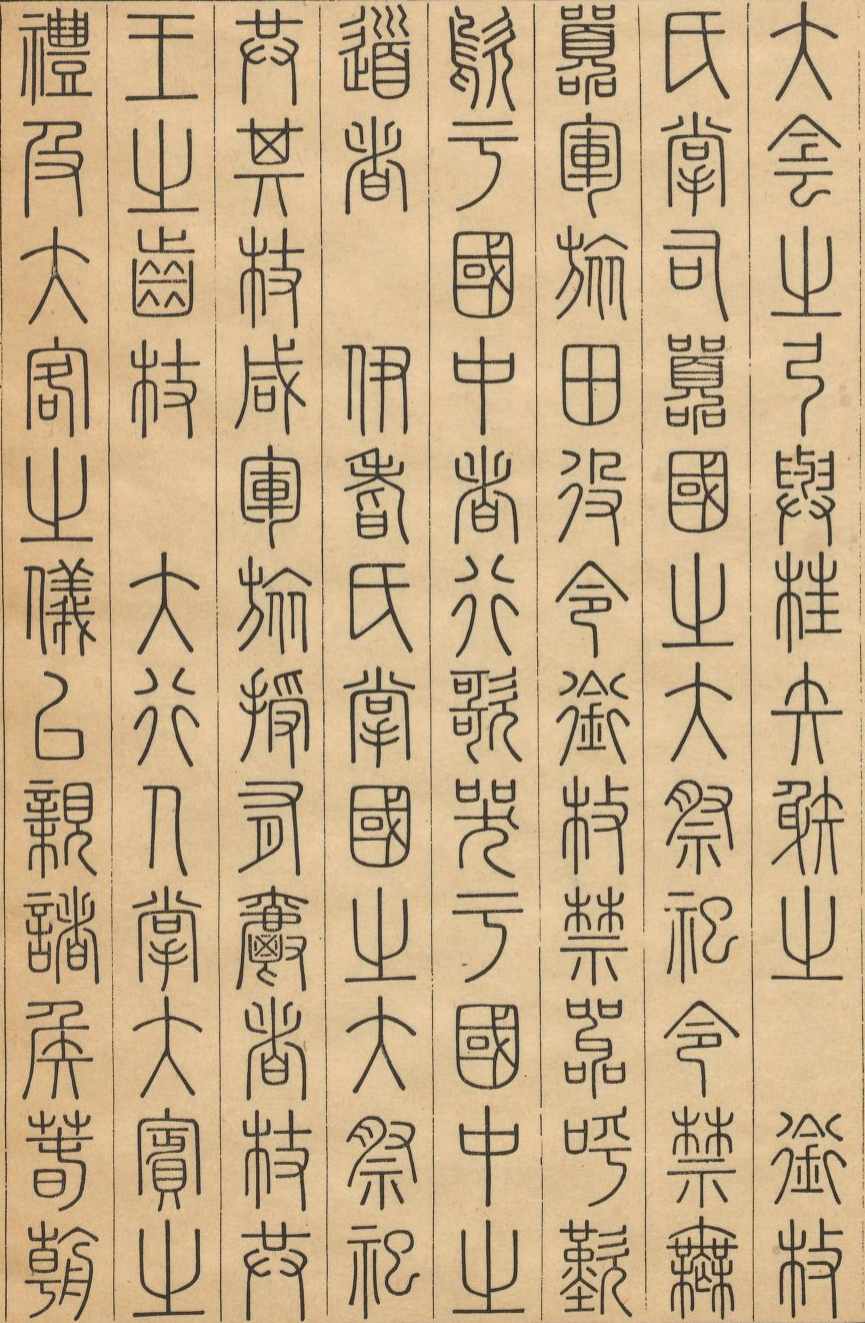 大侌之弓與枉矢射之　銜枚
氏掌司嚻國之大祭祀令禁無
嚻軍旅田役令銜枚禁嘂呼歎
鳴于國中者行歌哭于國中之
道者　伊耆氏掌國之大祭祀
共其杖咸軍旅授有爵者杖共
王之齒杖　大行人掌大賓之
禮及大客之儀以親諸侯春朝